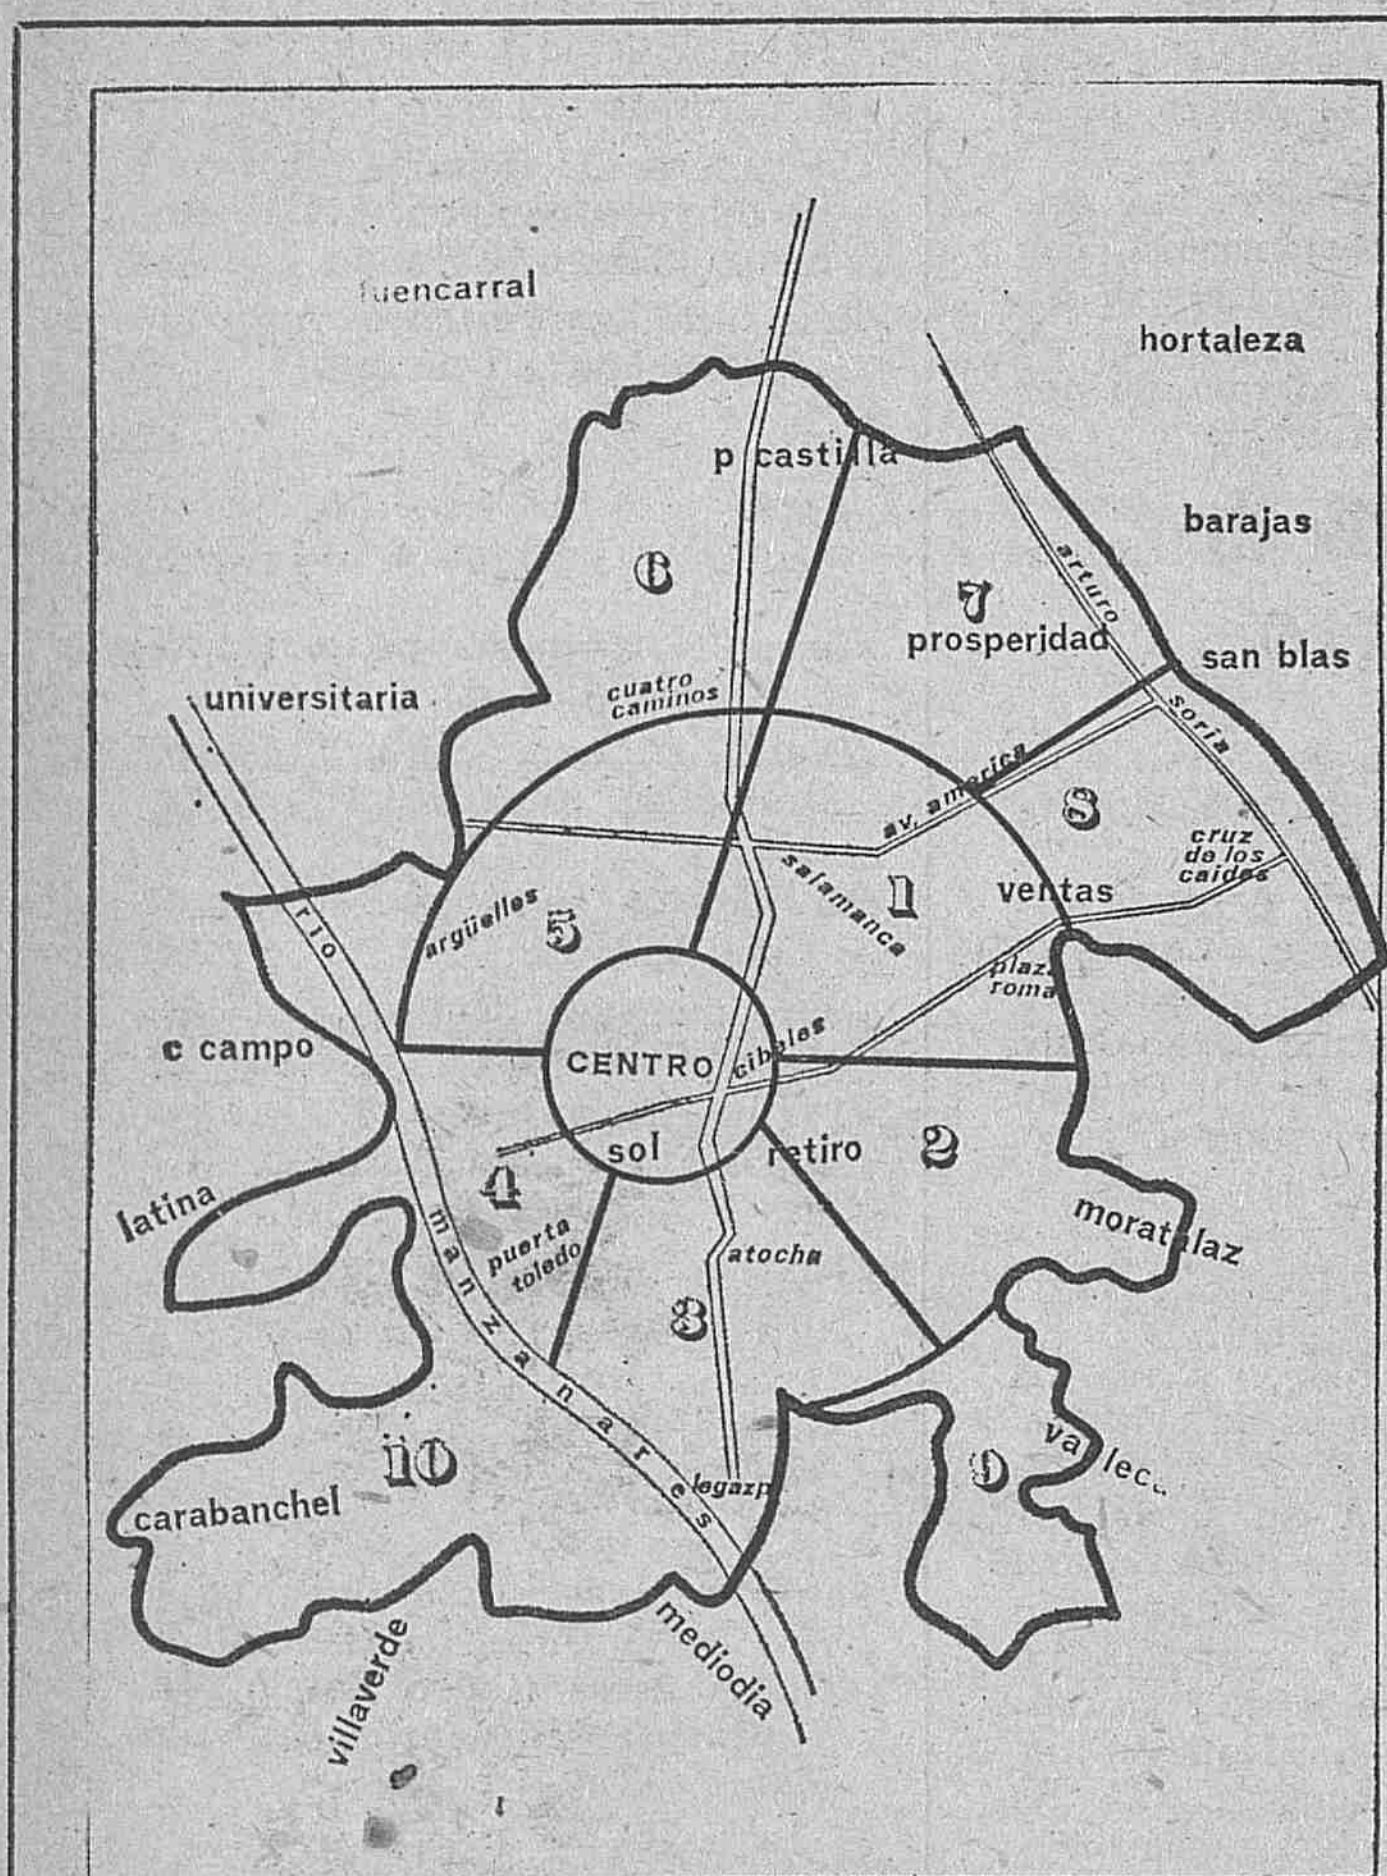 fuencarral
hortaleza
p castilla
barajas
6
arturo
7
prosperidad
san blas
universitaria
cuatro
caminos
soria
av. america
8
cruz
de los
caidos
salamanca
1
ventas
argüelles
5
rio
plaza
roma
c campo
CENTRO
cibeles
sol
retiro
2
4
latina
manzanares
puerta
toledo
moratalaz
atocha
3
10
9
carabanchel
legazp
villaverde
mediodia